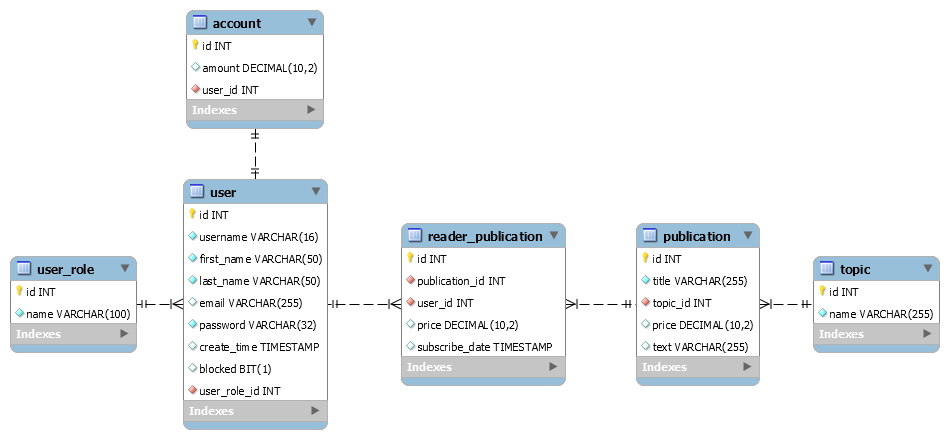 account
id INT
amount DECIMAL(10,2)
user_id INT
Indexes
user
id INT
username VARCHAR(16)
first_name VARCHAR(50)
last_name VARCHAR(50)
email VARCHAR(255)
password VARCHAR(32)
create_time TIMESTAMP
blocked BIT(1)
user_role_id INT
Indexes
user_role
id INT
name VARCHAR(100)
Indexes
reader_publication
id INT
publication_id INT
user_id INT
price DECIMAL(10,2)
subscribe_date TIMESTAMP
Indexes
publication
id INT
title VARCHAR(255)
topic_id INT
price DECIMAL(10,2)
text VARCHAR(255)
Indexes
topic
id INT
name VARCHAR(255)
Indexes